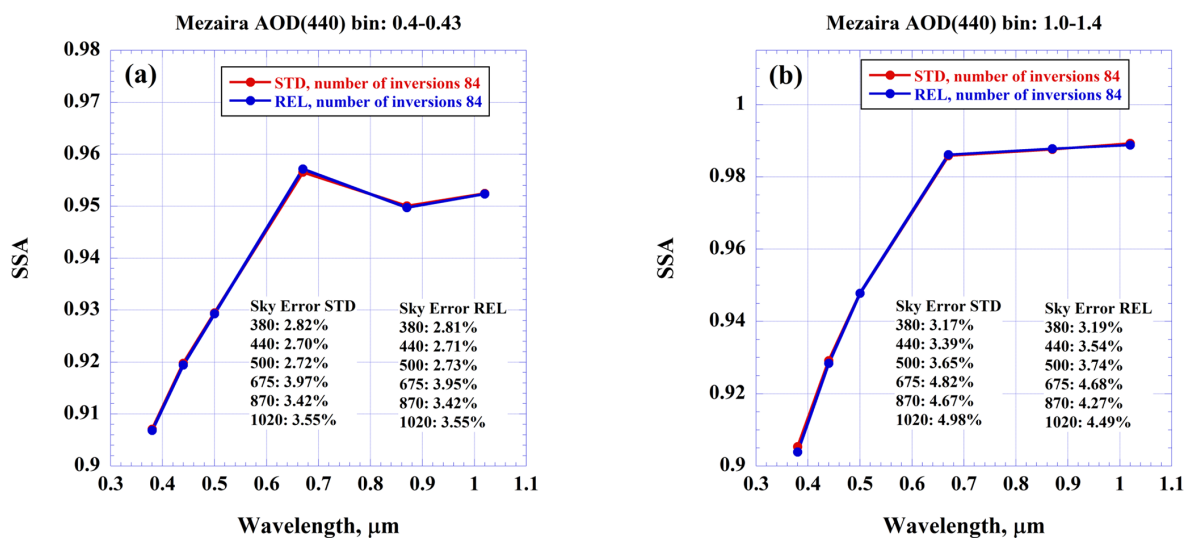 Mezaira AOD(440) bin: 0.4-0.43
(a)
STD, number of inversions 84
REL, number of inversions 84
0.98
0.97
0.96
0.95
0.94
0.93
0.92
0.91
0.9
SSA
Sky Error STD
380: 2.82%
440: 2.70%
500: 2.72%
675: 3.97%
870: 3.42%
1020: 3.55%
Sky Error REL
380: 2.81%
440: 2.71%
500: 2.73%
675: 3.95%
870: 3.42%
1020: 3.55%
0.3 0.4 0.5 0.6 0.7 0.8 0.9 1 1.1
Wavelength, μm
Mezaira AOD(440) bin: 1.0-1.4
(b)
STD, number of inversions 84
REL, number of inversions 84
1
0.98
0.96
0.94
0.92
0.9
SSA
Sky Error STD
380: 3.17%
440: 3.39%
500: 3.65%
675: 4.82%
870: 4.67%
1020: 4.98%
Sky Error REL
380: 3.19%
440: 3.54%
500: 3.74%
675: 4.68%
870: 4.27%
1020: 4.49%
0.3 0.4 0.5 0.6 0.7 0.8 0.9 1 1.1
Wavelength, μm